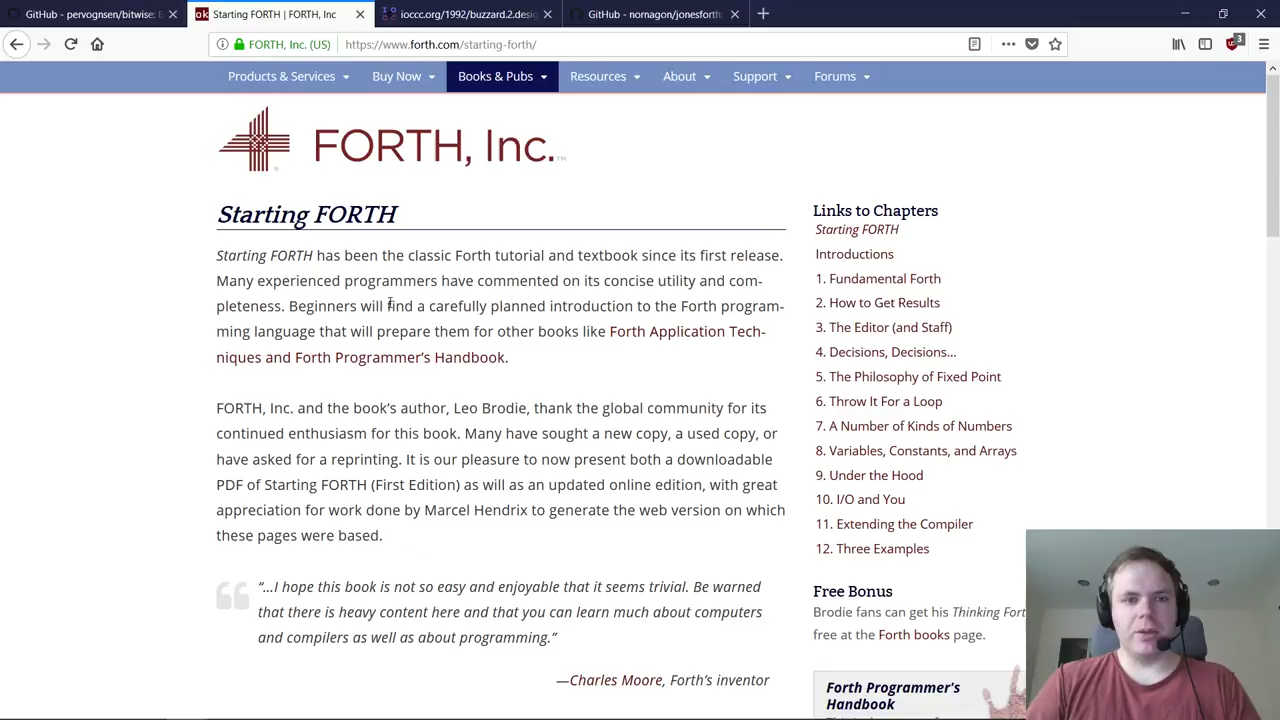 GitHub - pervognsen/bitwise: B
Starting FORTH | FORTH, Inc
ioccc.org/1992/buzzard.2.desig
GitHub - nornagon/jonesforth
FORTH, Inc. (US)
https://www.forth.com/starting-forth/
3
Products & Services
Buy Now
Books & Pubs
Resources
About
Support
Forums
FORTH, Inc.™
Starting FORTH
Starting FORTH has been the classic Forth tutorial and textbook since its first release.
Many experienced programmers have commented on its concise utility and com-
pleteness. Beginners will find a carefully planned introduction to the Forth program-
ming language that will prepare them for other books like Forth Application Tech-
niques and Forth Programmer's Handbook.
FORTH, Inc. and the book's author, Leo Brodie, thank the global community for its
continued enthusiasm for this book. Many have sought a new copy, a used copy, or
have asked for a reprinting. It is our pleasure to now present both a downloadable
PDF of Starting FORTH (First Edition) as well as an updated online edition, with great
appreciation for work done by Marcel Hendrix to generate the web version on which
these pages were based.
“…I hope this book is not so easy and enjoyable that it seems trivial. Be warned
that there is heavy content here and that you can learn much about computers
and compilers as well as about programming.”
—Charles Moore, Forth's inventor
Links to Chapters
Starting FORTH
Introductions
1. Fundamental Forth
2. How to Get Results
3. The Editor (and Staff)
4. Decisions, Decisions…
5. The Philosophy of Fixed Point
6. Throw It For a Loop
7. A Number of Kinds of Numbers
8. Variables, Constants, and Arrays
9. Under the Hood
10. I/O and You
11. Extending the Compiler
12. Three Examples
Free Bonus
Brodie fans can get his Thinking Fort
free at the Forth books page.
Forth Programmer's
Handbook